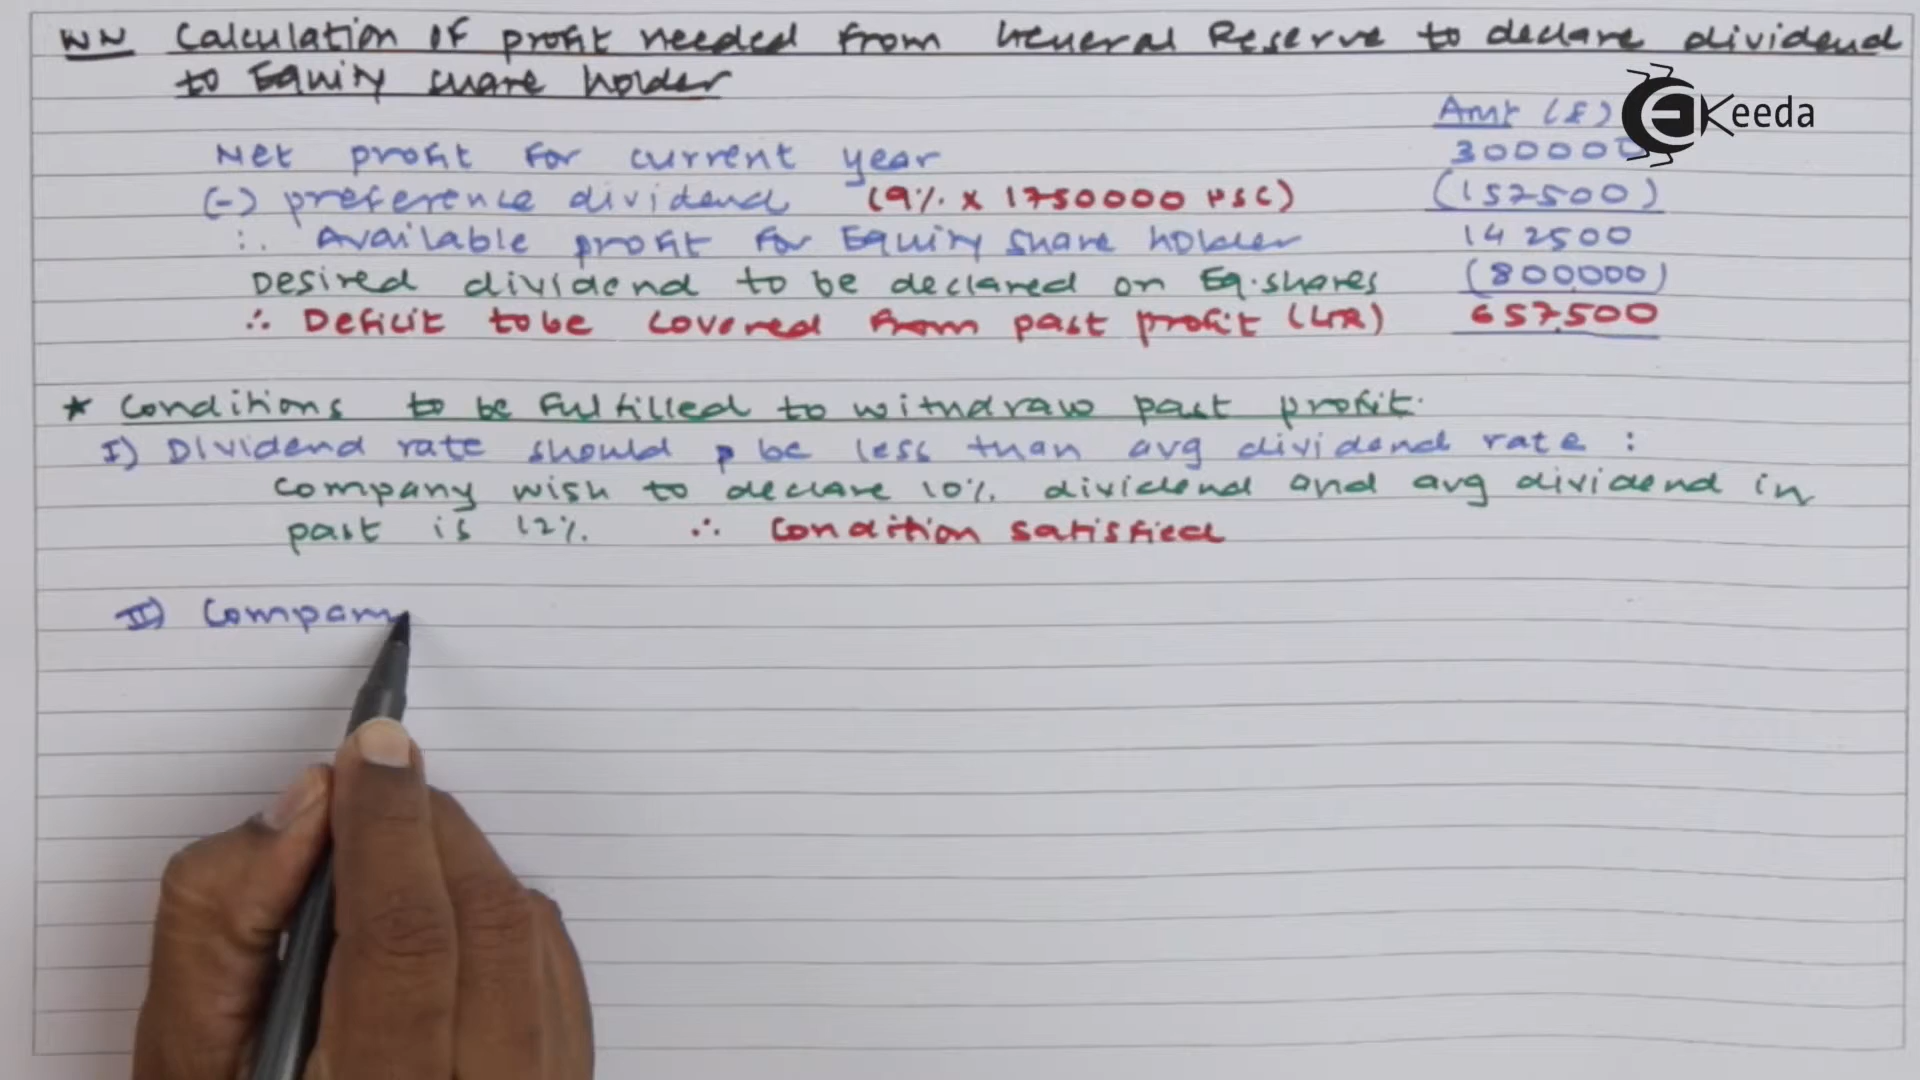 WN Calculation of profit needed from General Reserve to declare dividend
to Equity share holder
Amt (₹)
EKeeda
Net profit for current year 300000
(-) preference dividend (9% x 1750000 PSC) (157500)
∴ Available profit for Equity share holder 142500
Desired dividend to be declared on Eq. shares (800,000)
∴ Deficit to be covered from past profit (GR) 657,500
* Conditions to be fulfilled to withdraw past profit.
I) Dividend rate should be less than avg dividend rate :
Company wish to declare 10% dividend and avg dividend in
past is 12% ∴ Condition satisfied
II) Company